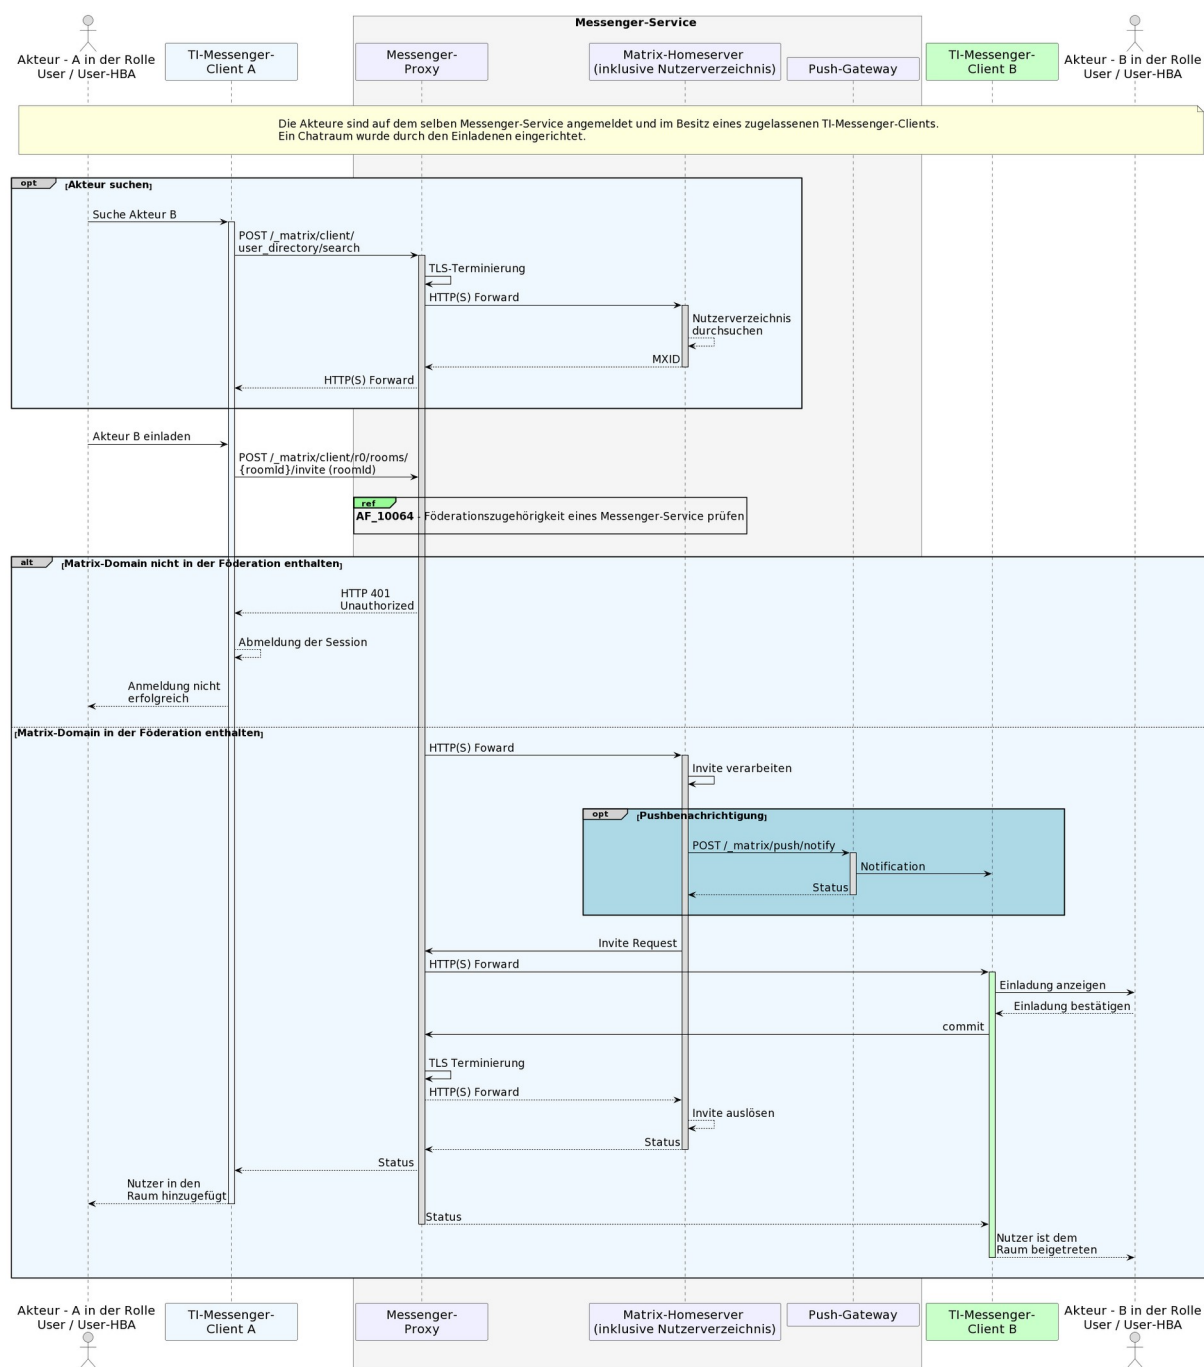 Messenger-Service
Akteur - A in der Rolle
User / User-HBA
TI-Messenger-
Client A
Messenger-
Proxy
Matrix-Homeserver
(inklusive Nutzerverzeichnis)
Push-Gateway
TI-Messenger-
Client B
Akteur - B in der Rolle
User / User-HBA
Die Akteure sind auf dem selben Messenger-Service angemeldet und im Besitz eines zugelassenen TI-Messenger-Clients.
Ein Chatraum wurde durch den Einladenen eingerichtet.
opt [Akteur suchen]
Suche Akteur B
POST /_matrix/client/
user_directory/search
TLS-Terminierung
HTTP(S) Forward
Nutzerverzeichnis
durchsuchen
MXID
HTTP(S) Forward
Akteur B einladen
POST /_matrix/client/r0/rooms/
{roomId}/invite (roomId)
ref
AF_10064 - Föderationszugehörigkeit eines Messenger-Service prüfen
alt [Matrix-Domain nicht in der Föderation enthalten]
HTTP 401
Unauthorized
Abmeldung der Session
Anmeldung nicht
erfolgreich
[Matrix-Domain in der Föderation enthalten]
HTTP(S) Foward
Invite verarbeiten
opt [Pushbenachrichtigung]
POST /_matrix/push/notify
Notification
Status
Invite Request
HTTP(S) Forward
Einladung anzeigen
Einladung bestätigen
commit
TLS Terminierung
HTTP(S) Forward
Invite auslösen
Status
Status
Nutzer in den
Raum hinzugefügt
Status
Nutzer ist dem
Raum beigetreten
Akteur - A in der Rolle
User / User-HBA
TI-Messenger-
Client A
Messenger-
Proxy
Matrix-Homeserver
(inklusive Nutzerverzeichnis)
Push-Gateway
TI-Messenger-
Client B
Akteur - B in der Rolle
User / User-HBA